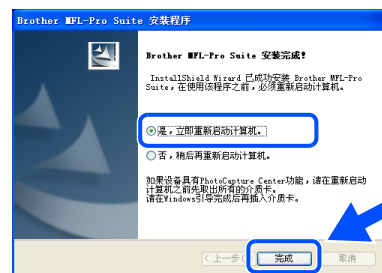 Brother MFL-Pro Suite 安装程序
Brother MFL-Pro Suite 安装完成!
InstallShield Wizard 已成功安装 Brother MFL-Pro
Suite，在使用该程序之前，必须重新启动计算机。
是，立即重新启动计算机。
否，稍后再重新启动计算机。
如果设备具有PhotoCapture Center功能，请在重新启动
计算机之前先取出所有的介质卡。
请在Windows引导完成后再插入介质卡。
<上一步(
完成
取消